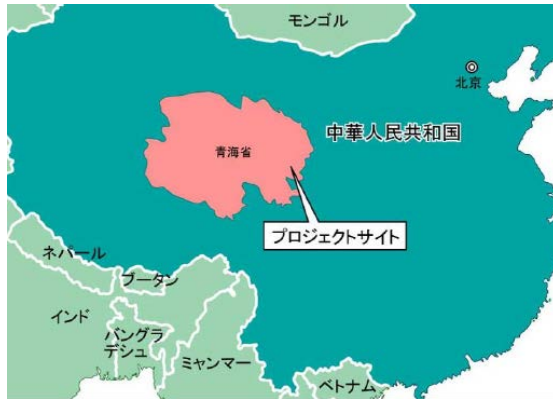 モンゴル
北京
中華人民共和国
青海省
プロジェクトサイト
ネパール
ブータン
インド
バングラ
デシュ
ミャンマー
ベトナム